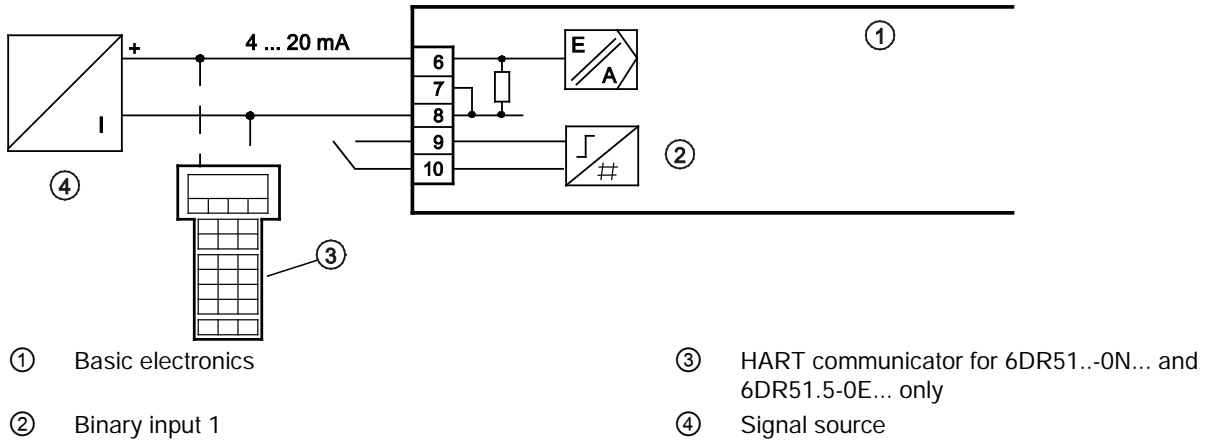 ①
+ 4 ... 20 mA
6 E
A
7
8
I
9
②
10 #
④
③
① Basic electronics
③ HART communicator for 6DR51..-0N... and
6DR51.5-0E... only
② Binary input 1
④ Signal source